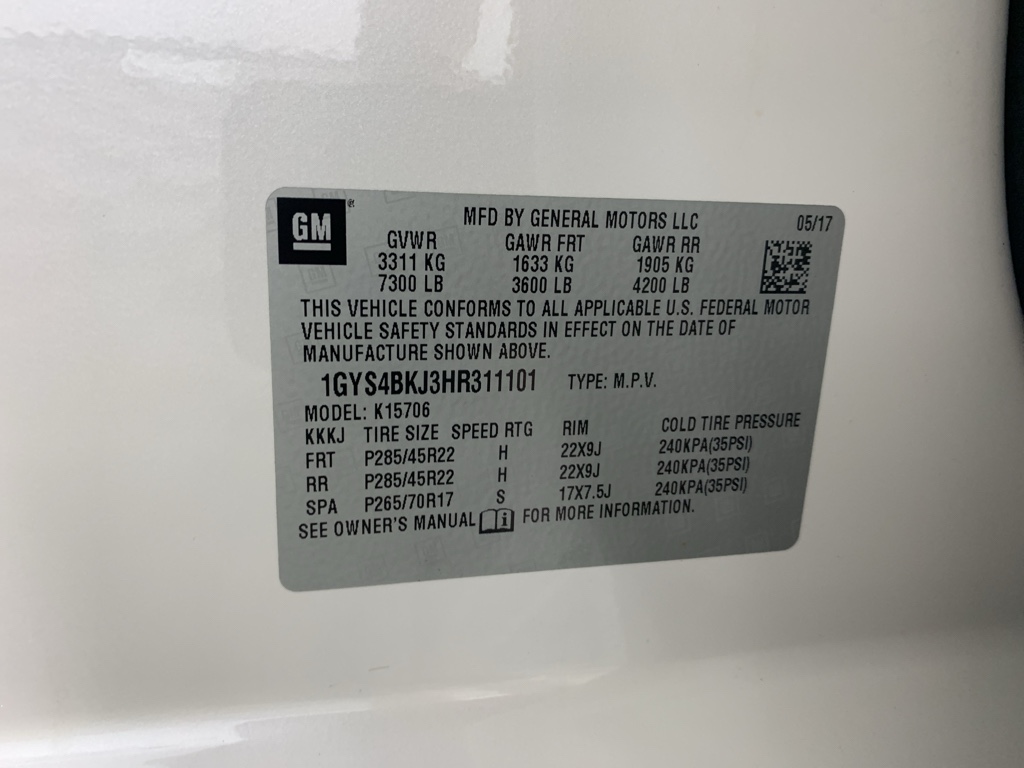 GM®
MFD BY GENERAL MOTORS LLC 05/17
GVWR GAWR FRT GAWR RR
3311 KG 1633 KG 1905 KG
7300 LB 3600 LB 4200 LB
THIS VEHICLE CONFORMS TO ALL APPLICABLE U.S. FEDERAL MOTOR
VEHICLE SAFETY STANDARDS IN EFFECT ON THE DATE OF
MANUFACTURE SHOWN ABOVE.
1GYS4BKJ3HR311101 TYPE: M.P.V.
MODEL: K15706
KKKJ TIRE SIZE SPEED RTG RIM COLD TIRE PRESSURE
FRT P285/45R22 H 22X9J 240KPA(35PSI)
RR P285/45R22 H 22X9J 240KPA(35PSI)
SPA P265/70R17 S 17X7.5J 240KPA(35PSI)
SEE OWNER'S MANUAL i FOR MORE INFORMATION.